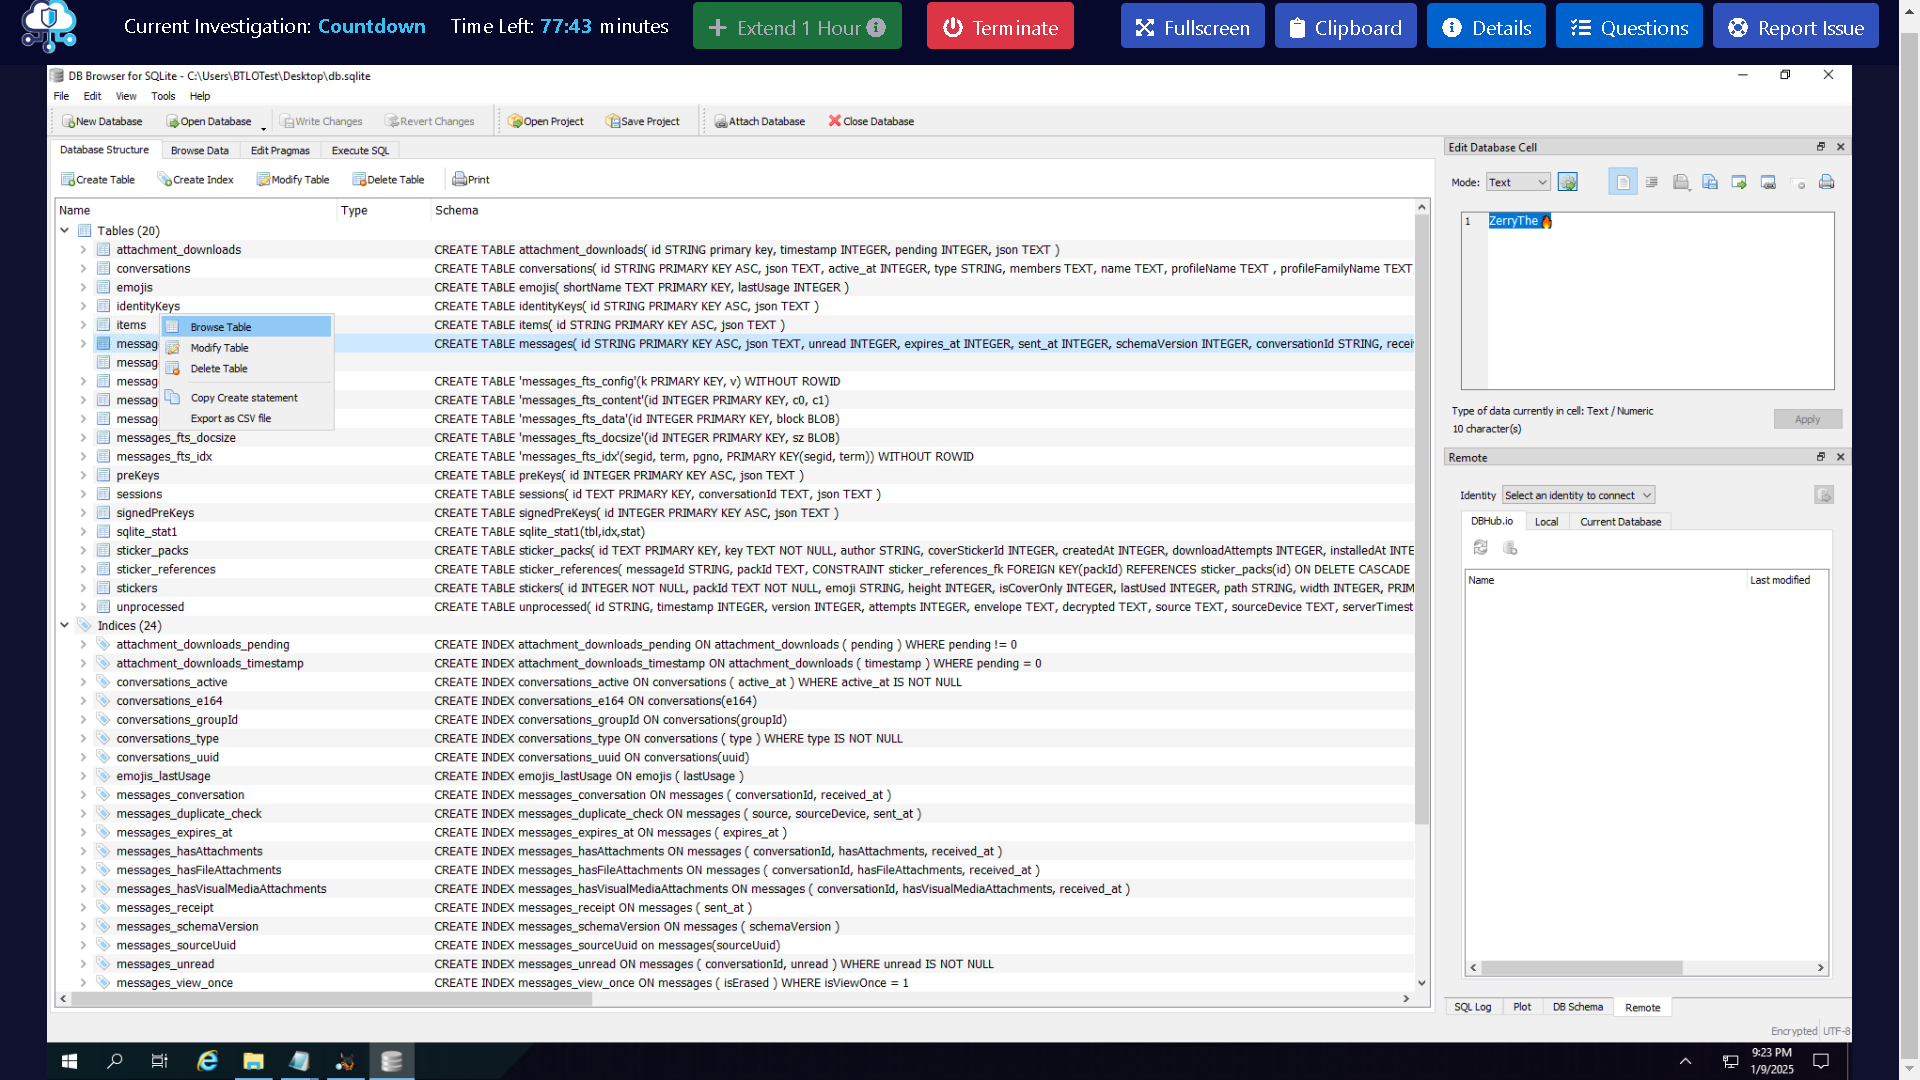 Current Investigation: Countdown
Time Left: 77:43 minutes
Extend 1 Hour
Terminate
Fullscreen
Clipboard
Details
Questions
Report Issue
DB Browser for SQLite - C:\Users\BTLOTest\Desktop\db.sqlite
File Edit View Tools Help
New Database Open Database Write Changes Revert Changes Open Project Save Project Attach Database Close Database
Database Structure Browse Data Edit Pragmas Execute SQL
Create Table Create Index Modify Table Delete Table Print
Name Type Schema
Tables (20)
attachment_downloads CREATE TABLE attachment_downloads( id STRING primary key, timestamp INTEGER, pending INTEGER, json TEXT )
conversations CREATE TABLE conversations( id STRING PRIMARY KEY ASC, json TEXT, active_at INTEGER, type STRING, members TEXT, name TEXT, profileName TEXT , profileFamilyName TEXT,
emojis CREATE TABLE emojis( shortName TEXT PRIMARY KEY, lastUsage INTEGER )
identityKeys CREATE TABLE identityKeys( id STRING PRIMARY KEY ASC, json TEXT )
items CREATE TABLE items( id STRING PRIMARY KEY ASC, json TEXT )
messag CREATE TABLE messages( id STRING PRIMARY KEY ASC, json TEXT, unread INTEGER, expires_at INTEGER, sent_at INTEGER, schemaVersion INTEGER, conversationId STRING, recei
messag
messag CREATE TABLE 'messages_fts_config'(k PRIMARY KEY, v) WITHOUT ROWID
messag CREATE TABLE 'messages_fts_content'(id INTEGER PRIMARY KEY, c0, c1)
messag CREATE TABLE 'messages_fts_data'(id INTEGER PRIMARY KEY, block BLOB)
messages_fts_docsize CREATE TABLE 'messages_fts_docsize'(id INTEGER PRIMARY KEY, sz BLOB)
messages_fts_idx CREATE TABLE 'messages_fts_idx'(segid, term, pgno, PRIMARY KEY(segid, term)) WITHOUT ROWID
preKeys CREATE TABLE preKeys( id INTEGER PRIMARY KEY ASC, json TEXT )
sessions CREATE TABLE sessions( id TEXT PRIMARY KEY, conversationId TEXT, json TEXT )
signedPreKeys CREATE TABLE signedPreKeys( id INTEGER PRIMARY KEY ASC, json TEXT )
sqlite_stat1 CREATE TABLE sqlite_stat1(tbl,idx,stat)
sticker_packs CREATE TABLE sticker_packs( id TEXT PRIMARY KEY, key TEXT NOT NULL, author STRING, coverStickerId INTEGER, createdAt INTEGER, downloadAttempts INTEGER, installedAt INTE
sticker_references CREATE TABLE sticker_references( messageId STRING, packId TEXT, CONSTRAINT sticker_references_fk FOREIGN KEY(packId) REFERENCES sticker_packs(id) ON DELETE CASCADE
stickers CREATE TABLE stickers( id INTEGER NOT NULL, packId TEXT NOT NULL, emoji STRING, height INTEGER, isCoverOnly INTEGER, lastUsed INTEGER, path STRING, width INTEGER, PRIM
unprocessed CREATE TABLE unprocessed( id STRING, timestamp INTEGER, version INTEGER, attempts INTEGER, envelope TEXT, decrypted TEXT, source TEXT, sourceDevice TEXT, serverTimest
Indices (24)
attachment_downloads_pending CREATE INDEX attachment_downloads_pending ON attachment_downloads ( pending ) WHERE pending != 0
attachment_downloads_timestamp CREATE INDEX attachment_downloads_timestamp ON attachment_downloads ( timestamp ) WHERE pending = 0
conversations_active CREATE INDEX conversations_active ON conversations ( active_at ) WHERE active_at IS NOT NULL
conversations_e164 CREATE INDEX conversations_e164 ON conversations(e164)
conversations_groupId CREATE INDEX conversations_groupId ON conversations(groupId)
conversations_type CREATE INDEX conversations_type ON conversations ( type ) WHERE type IS NOT NULL
conversations_uuid CREATE INDEX conversations_uuid ON conversations(uuid)
emojis_lastUsage CREATE INDEX emojis_lastUsage ON emojis ( lastUsage )
messages_conversation CREATE INDEX messages_conversation ON messages ( conversationId, received_at )
messages_duplicate_check CREATE INDEX messages_duplicate_check ON messages ( source, sourceDevice, sent_at )
messages_expires_at CREATE INDEX messages_expires_at ON messages ( expires_at )
messages_hasAttachments CREATE INDEX messages_hasAttachments ON messages ( conversationId, hasAttachments, received_at )
messages_hasFileAttachments CREATE INDEX messages_hasFileAttachments ON messages ( conversationId, hasFileAttachments, received_at )
messages_hasVisualMediaAttachments CREATE INDEX messages_hasVisualMediaAttachments ON messages ( conversationId, hasVisualMediaAttachments, received_at )
messages_receipt CREATE INDEX messages_receipt ON messages ( sent_at )
messages_schemaVersion CREATE INDEX messages_schemaVersion ON messages ( schemaVersion )
messages_sourceUuid CREATE INDEX messages_sourceUuid on messages(sourceUuid)
messages_unread CREATE INDEX messages_unread ON messages ( conversationId, unread ) WHERE unread IS NOT NULL
messages_view_once CREATE INDEX messages_view_once ON messages ( isErased ) WHERE isViewOnce = 1
Browse Table
Modify Table
Delete Table
Copy Create statement
Export as CSV file
Edit Database Cell
Mode: Text
1 ZerryThe🔥
Type of data currently in cell: Text / Numeric
10 character(s)
Apply
Remote
Identity Select an identity to connect
DBHub.io Local Current Database
Name Last modified
SQL Log Plot DB Schema Remote
Encrypted UTF-8
9:23 PM
1/9/2025